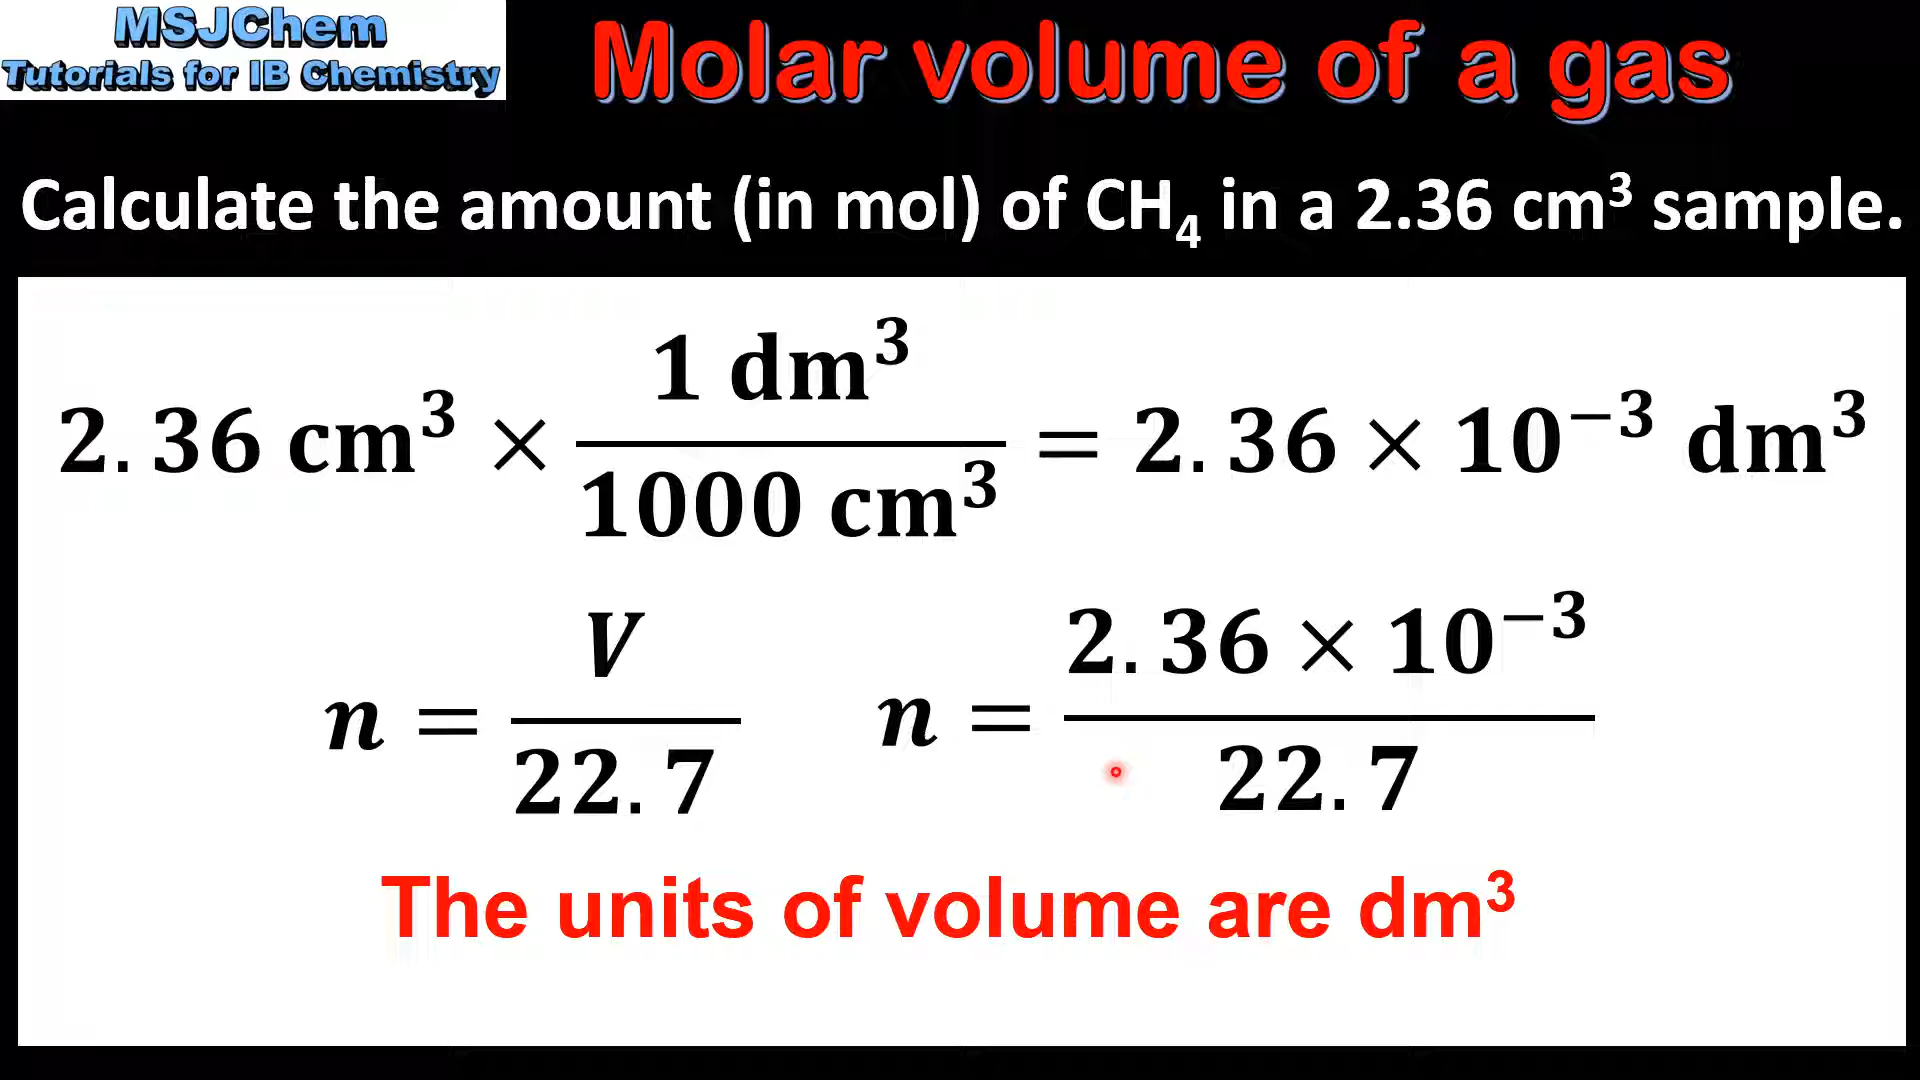 MSJChem
Tutorials for IB Chemistry
Molar volume of a gas
Calculate the amount (in mol) of CH₄ in a 2.36 cm³ sample.
2.36 cm³ × 1 dm³ / 1000 cm³ = 2.36 × 10⁻³ dm³
n = V / 22.7 n = 2.36 × 10⁻³ / 22.7
The units of volume are dm³